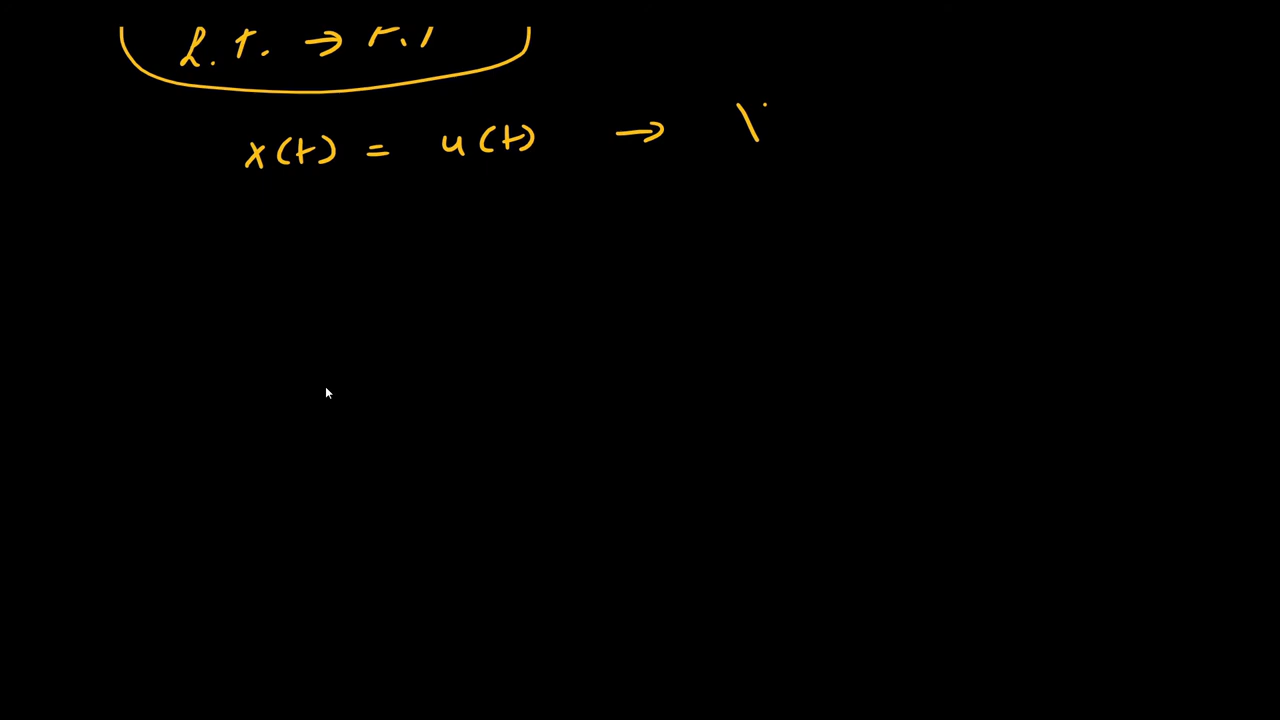 L.T. → F.T
x(t) = u(t) →